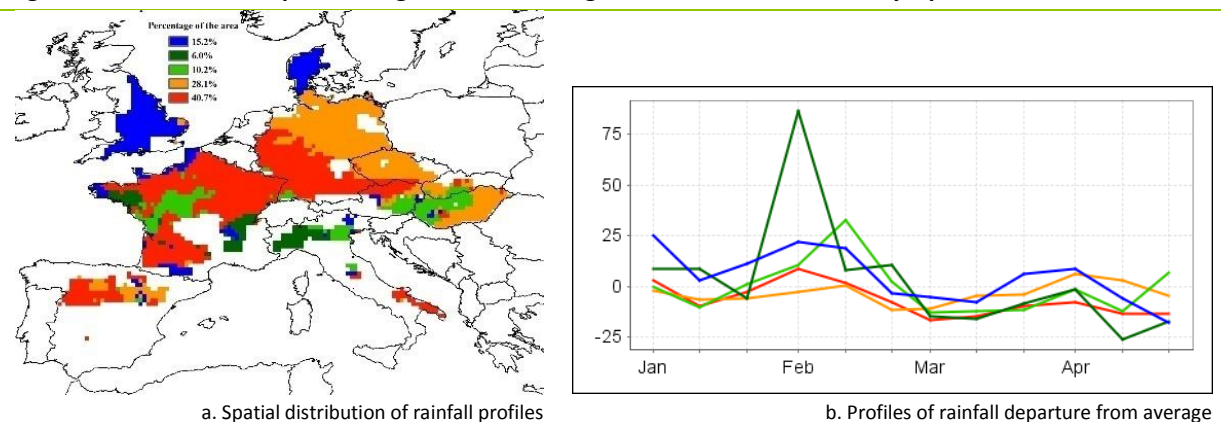 Percentage of the area
15.2%
6.0%
10.2%
28.1%
40.7%
75
50
25
0
-25
Jan Feb Mar Apr
a. Spatial distribution of rainfall profiles
b. Profiles of rainfall departure from average